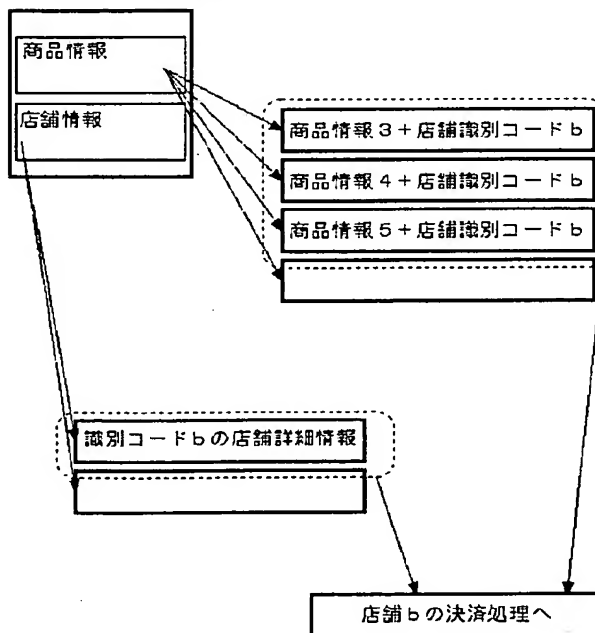 商品情報
店舗情報
商品情報3+店舗識別コードb
商品情報4+店舗識別コードb
商品情報5+店舗識別コードb
識別コードbの店舗詳細情報
店舗bの決済処理へ